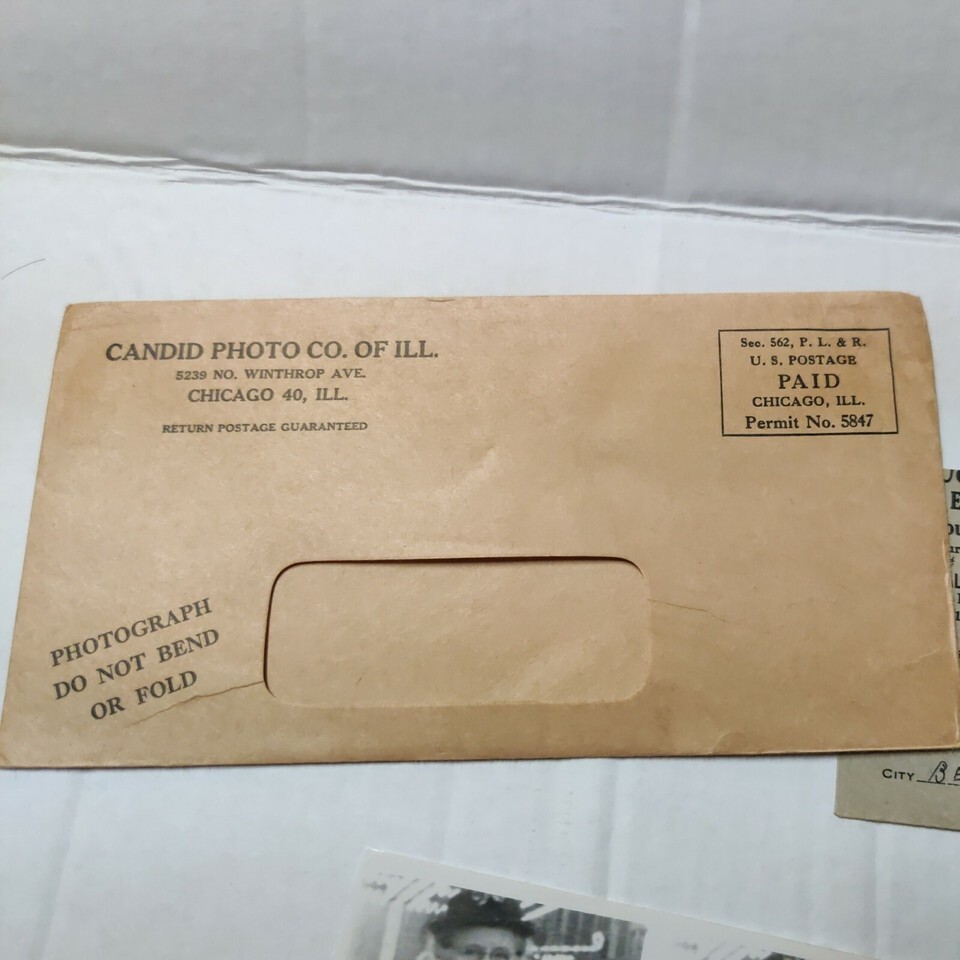 CANDID PHOTO CO. OF ILL.
5239 NO. WINTHROP AVE.
CHICAGO 40, ILL.
RETURN POSTAGE GUARANTEED
Sec. 562, P. L. & R.
U. S. POSTAGE
PAID
CHICAGO, ILL.
Permit No. 5847
PHOTOGRAPH
DO NOT BEND
OR FOLD
CITY BE